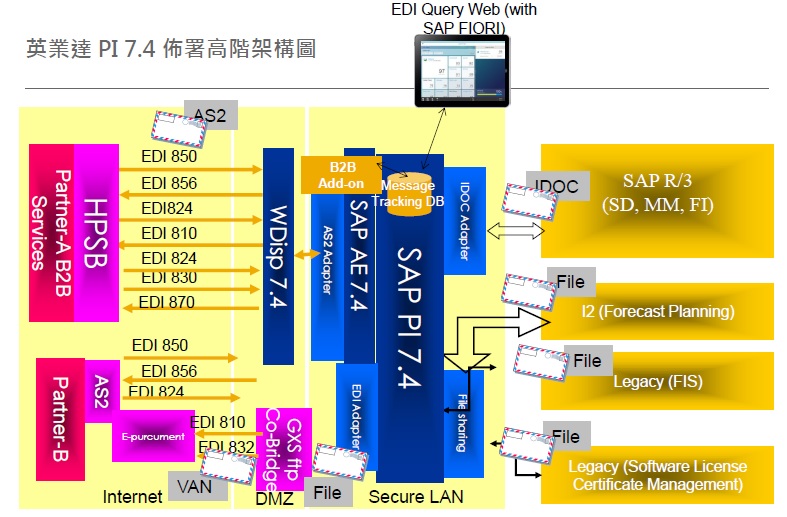 英業達 PI 7.4 佈署高階架構圖
EDI Query Web (with
SAP FIORI)
97
AS2
EDI 850
EDI 856
EDI824
EDI 810
EDI 824
EDI 830
EDI 870
Partner-A B2B
Services
HPSB
WDisp 7.4
B2B
Add-on
AS2 Adapter
SAP AE 7.4
Message
Tracking DB
SAP PI 7.4
IDOC Adapter
IDOC
SAP R/3
(SD, MM, FI)
File
I2 (Forecast Planning)
File
Legacy (FIS)
File
Legacy (Software License
Certificate Management)
EDI 850
EDI 856
EDI 824
Partner-B
AS2
E-purcument
EDI 810
EDI 832
GXS ftp
Co-Bridge
EDI Adapter
File sharing
VAN
File
Internet
DMZ
Secure LAN